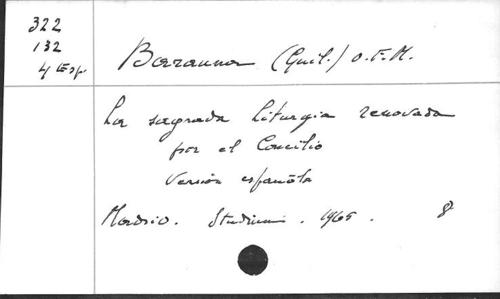 322
132
4 Esp
Barauna (Guil.) O.F.M.
La sagrada Liturgia renovada
por el Concilio
Versión española
Madrid. Studium. 1965. 8